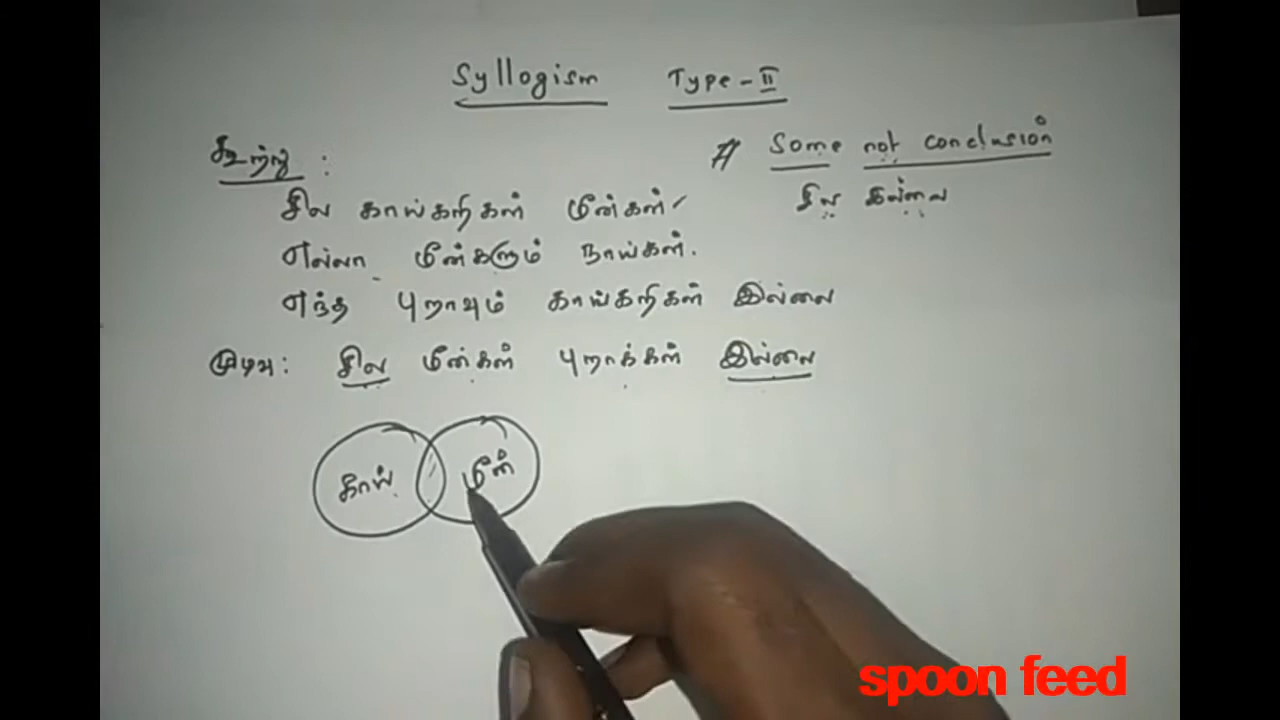 Syllogism Type - II
கூற்று :
# Some not conclusion
சில இல்லை
சில காய்கறிகள் மீன்கள்
எல்லா மீன்களும் நாய்கள்.
எந்த புறாவும் காய்கறிகள் இல்லை
முடிவு : சில மீன்கள் புறாக்கள் இல்லை
காய் மீன்
spoon feed